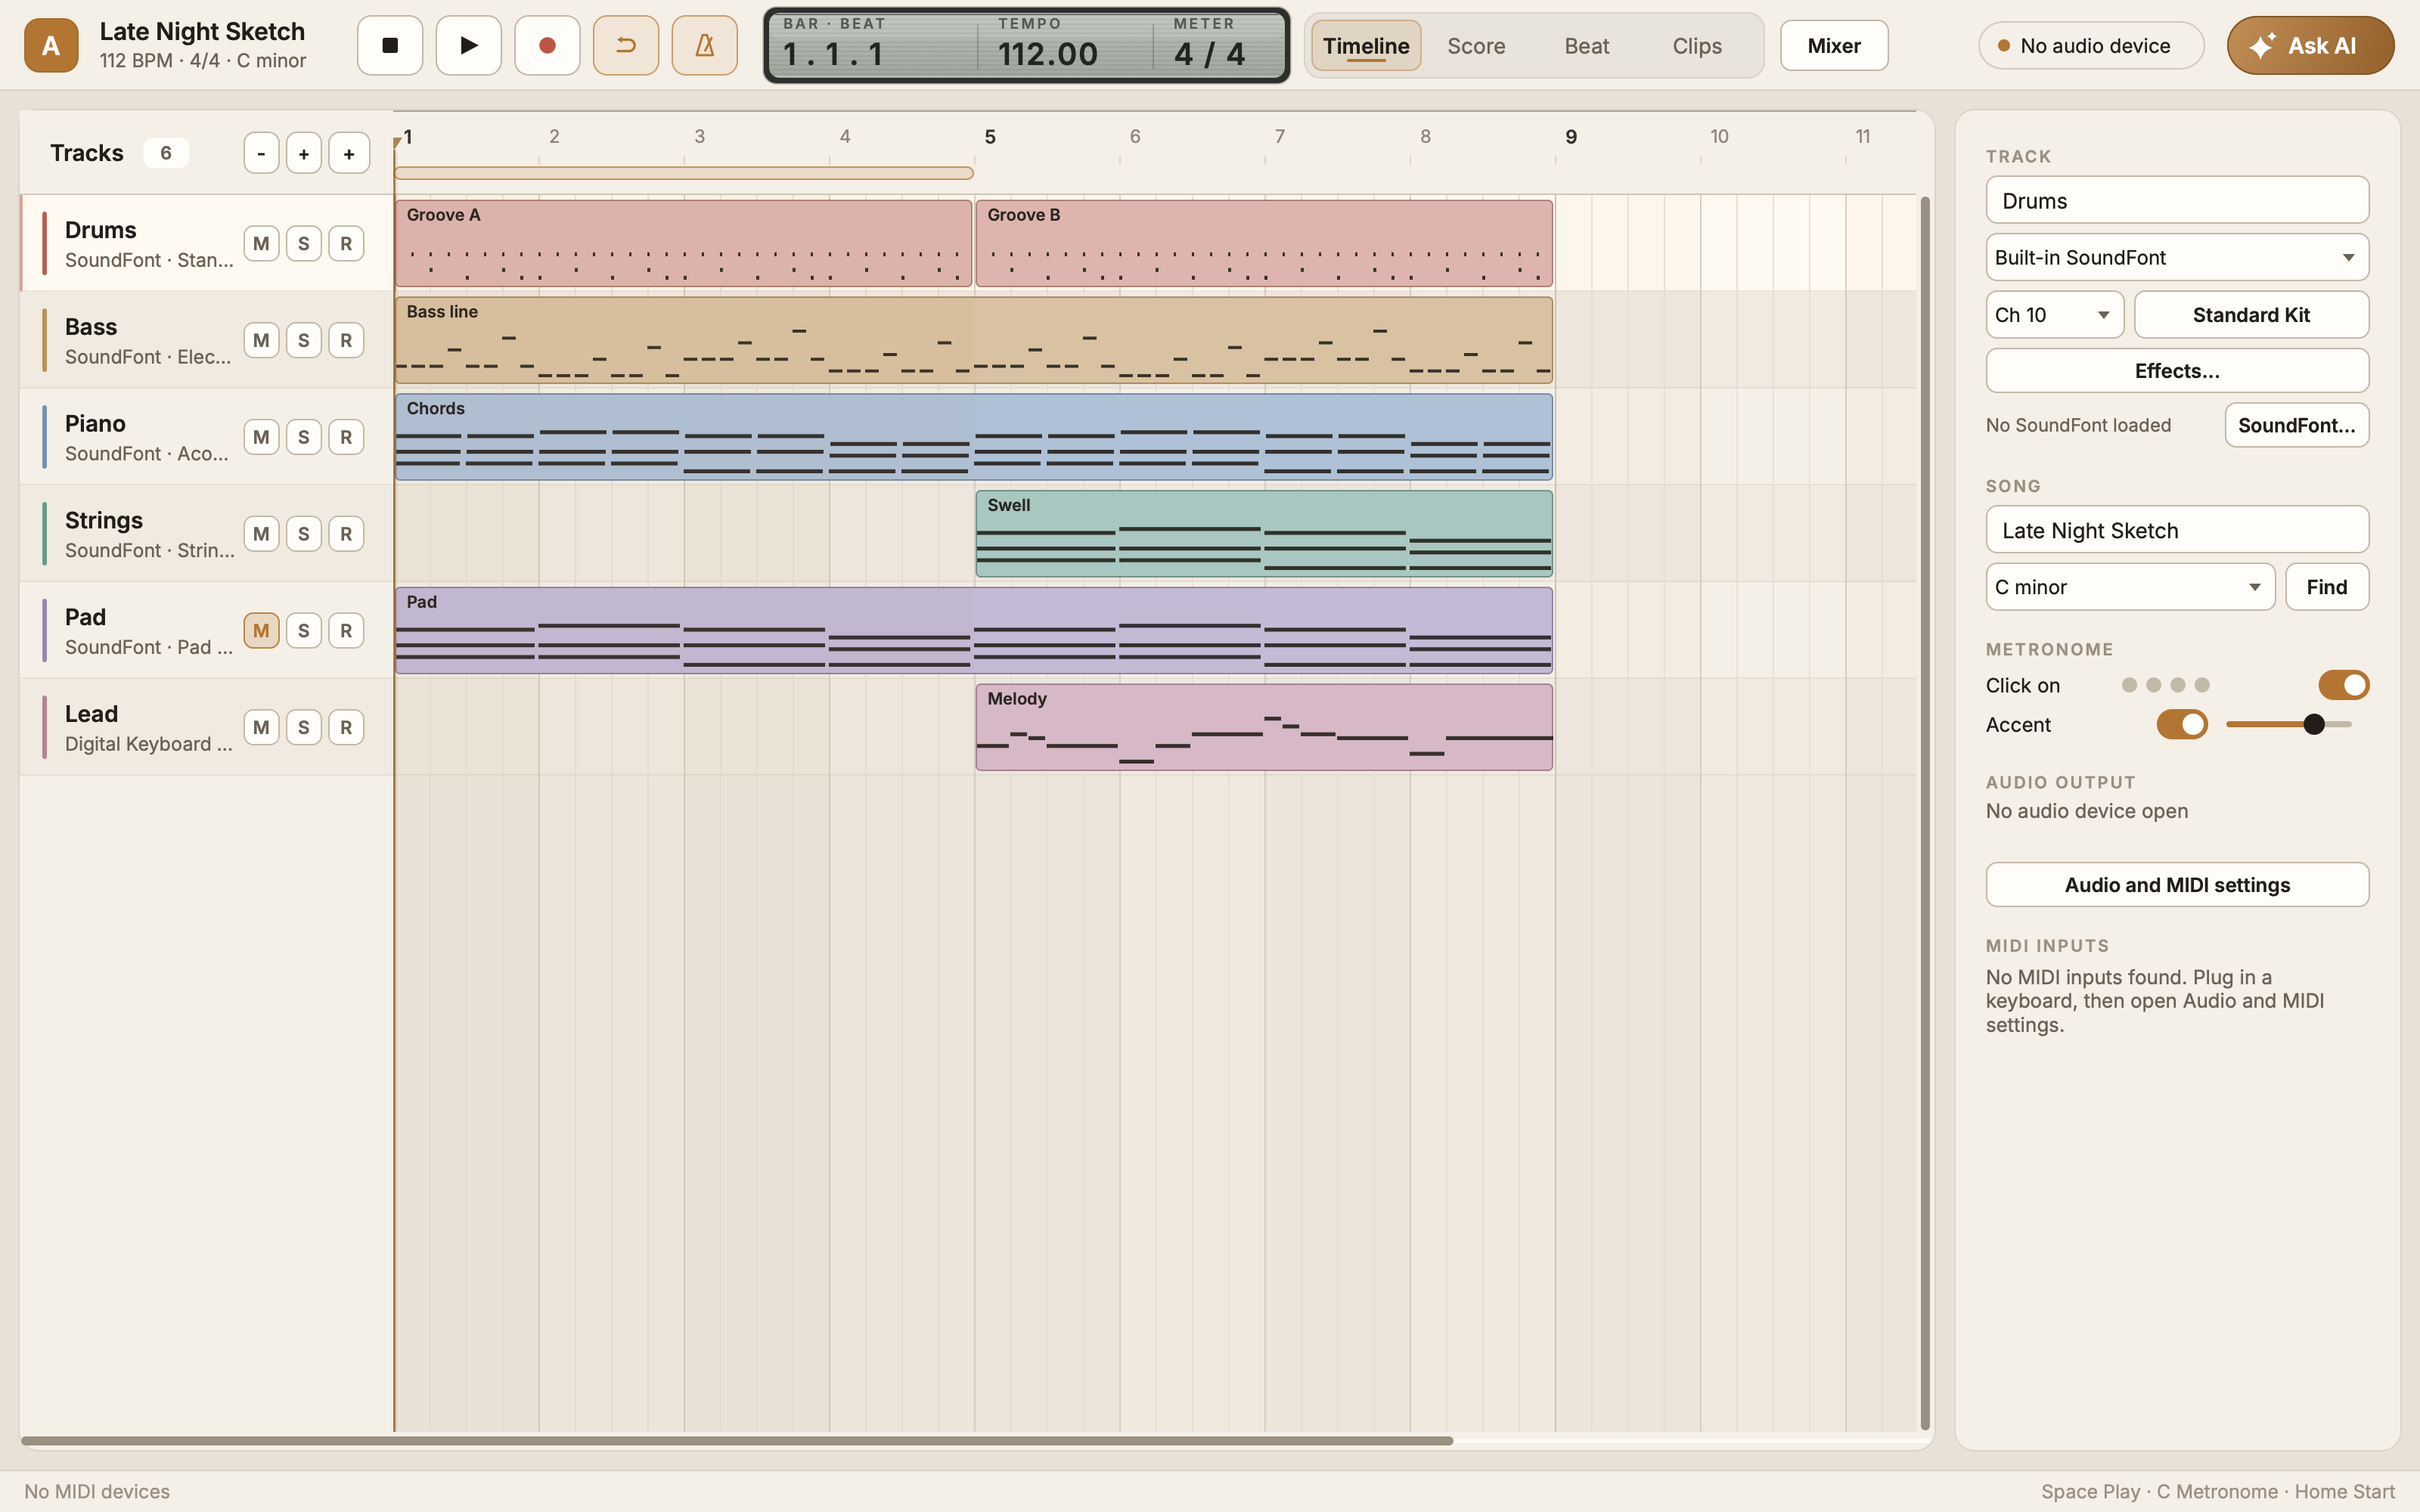 A
Late Night Sketch
112 BPM · 4/4 · C minor
BAR · BEAT
1 . 1 . 1
TEMPO
112.00
METER
4 / 4
Timeline
Score
Beat
Clips
Mixer
No audio device
Ask AI
Tracks
6
-
+
+
1
2
3
4
5
6
7
8
9
10
11
Drums
SoundFont · Stan...
M
S
R
Groove A
Groove B
Bass
SoundFont · Elec...
M
S
R
Bass line
Piano
SoundFont · Aco...
M
S
R
Chords
Strings
SoundFont · Strin...
M
S
R
Swell
Pad
SoundFont · Pad ...
M
S
R
Pad
Lead
Digital Keyboard ...
M
S
R
Melody
TRACK
Drums
Built-in SoundFont
Ch 10
Standard Kit
Effects...
No SoundFont loaded
SoundFont...
SONG
Late Night Sketch
C minor
Find
METRONOME
Click on
Accent
AUDIO OUTPUT
No audio device open
Audio and MIDI settings
MIDI INPUTS
No MIDI inputs found. Plug in a
keyboard, then open Audio and MIDI
settings.
No MIDI devices
Space Play · C Metronome · Home Start